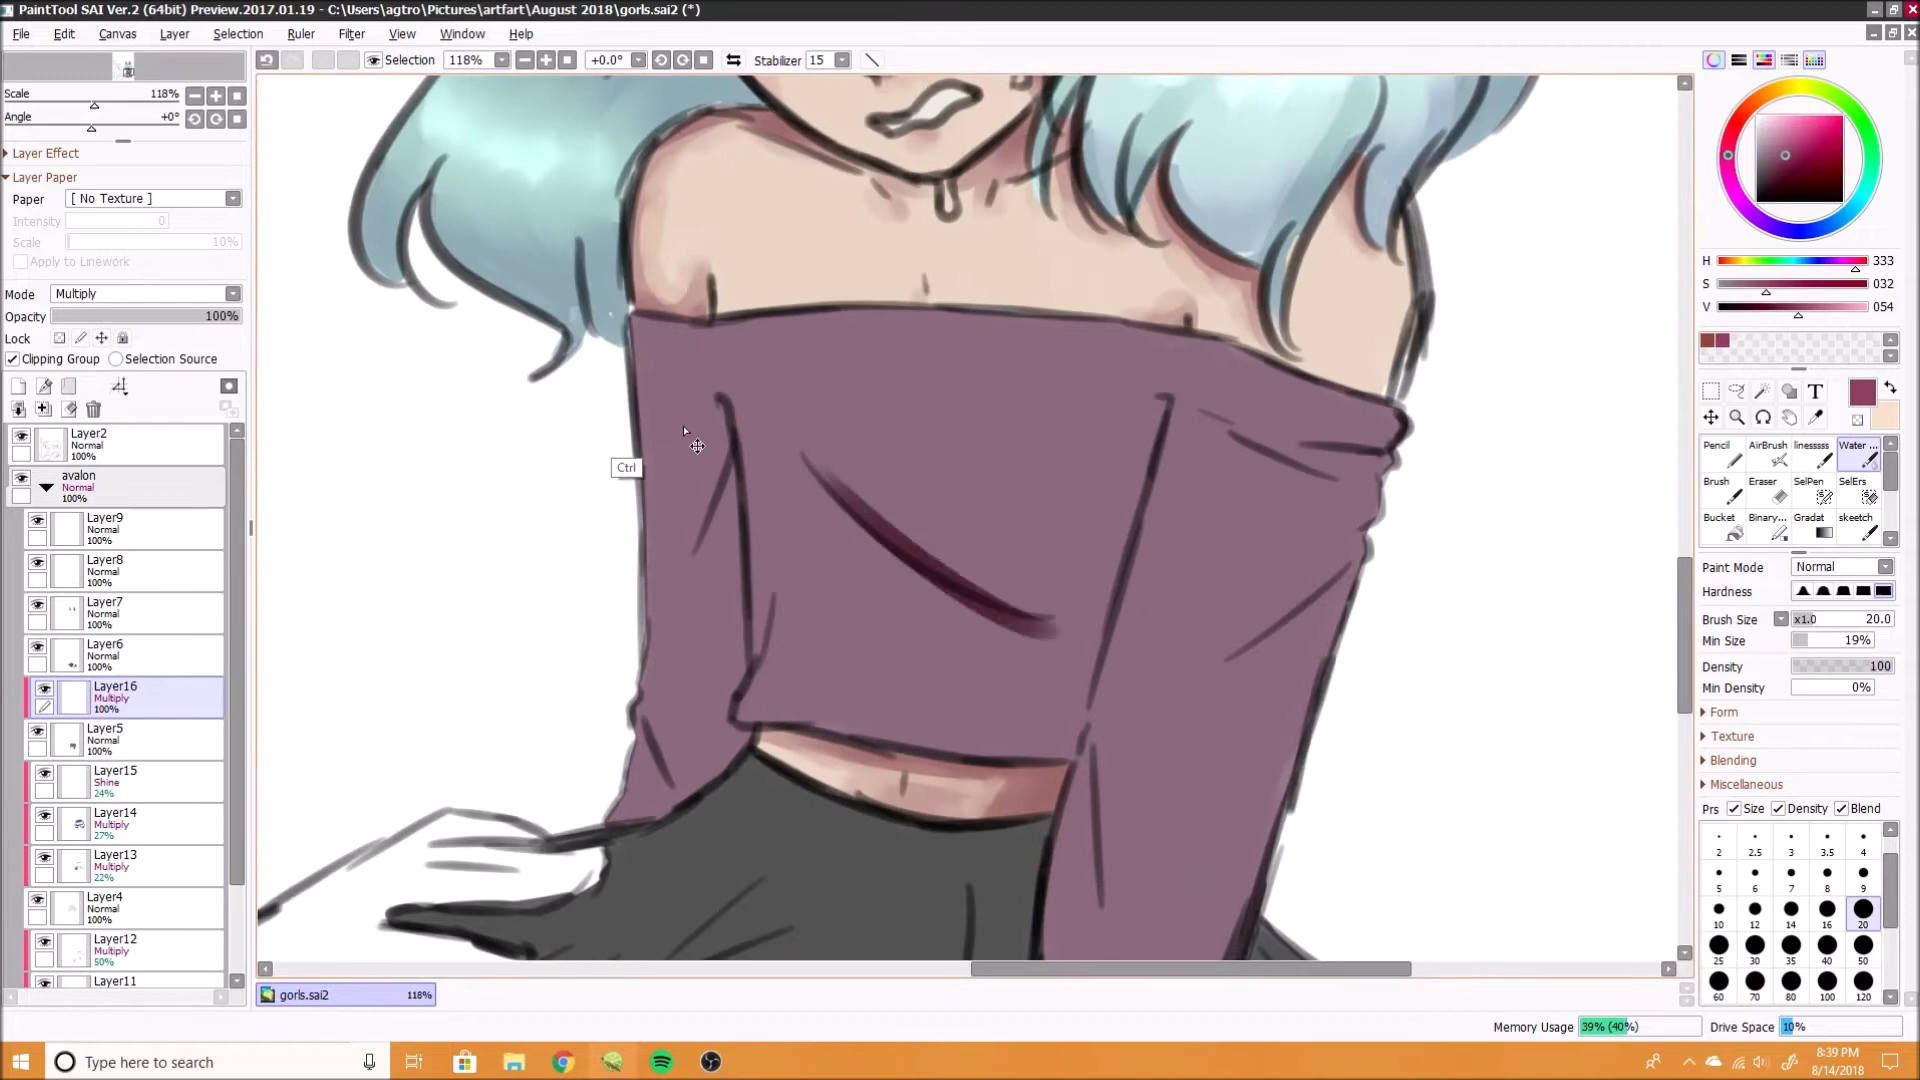 PaintTool SAI Ver.2 (64bit) Preview.2017.01.19 - C:\Users\agtro\Pictures\artfart\August 2018\gorls.sai2 (*)
File Edit Canvas Layer Selection Ruler Filter View Window Help
Selection 118% +0.0° Stabilizer 15
Scale 118%
Angle +0°
Layer Effect
Layer Paper
Paper [ No Texture ]
Intensity 0
Scale 10%
Apply to Linework
Mode Multiply
Opacity 100%
Lock
Clipping Group Selection Source
Layer2
Normal
100%
avalon
Normal
100%
Layer9
Normal
100%
Layer8
Normal
100%
Layer7
Normal
100%
Layer6
Normal
100%
Layer16
Multiply
100%
Layer5
Normal
100%
Layer15
Shine
24%
Layer14
Multiply
27%
Layer13
Multiply
22%
Layer4
Normal
100%
Layer12
Multiply
50%
Layer11
Ctrl
gorls.sai2 118%
H 333
S 032
V 054
T
Pencil AirBrush linesssss Water ...
Brush Eraser SelPen SelErs
Bucket Binary... Gradat skeetch
Paint Mode Normal
Hardness
Brush Size x1.0 20.0
Min Size 19%
Density 100
Min Density 0%
Form
Texture
Blending
Miscellaneous
Prs Size Density Blend
2 2.5 3 3.5 4
5 6 7 8 9
10 12 14 16 20
25 30 35 40 50
60 70 80 100 120
Memory Usage 39% (40%) Drive Space 10%
Type here to search
8:39 PM
8/14/2018